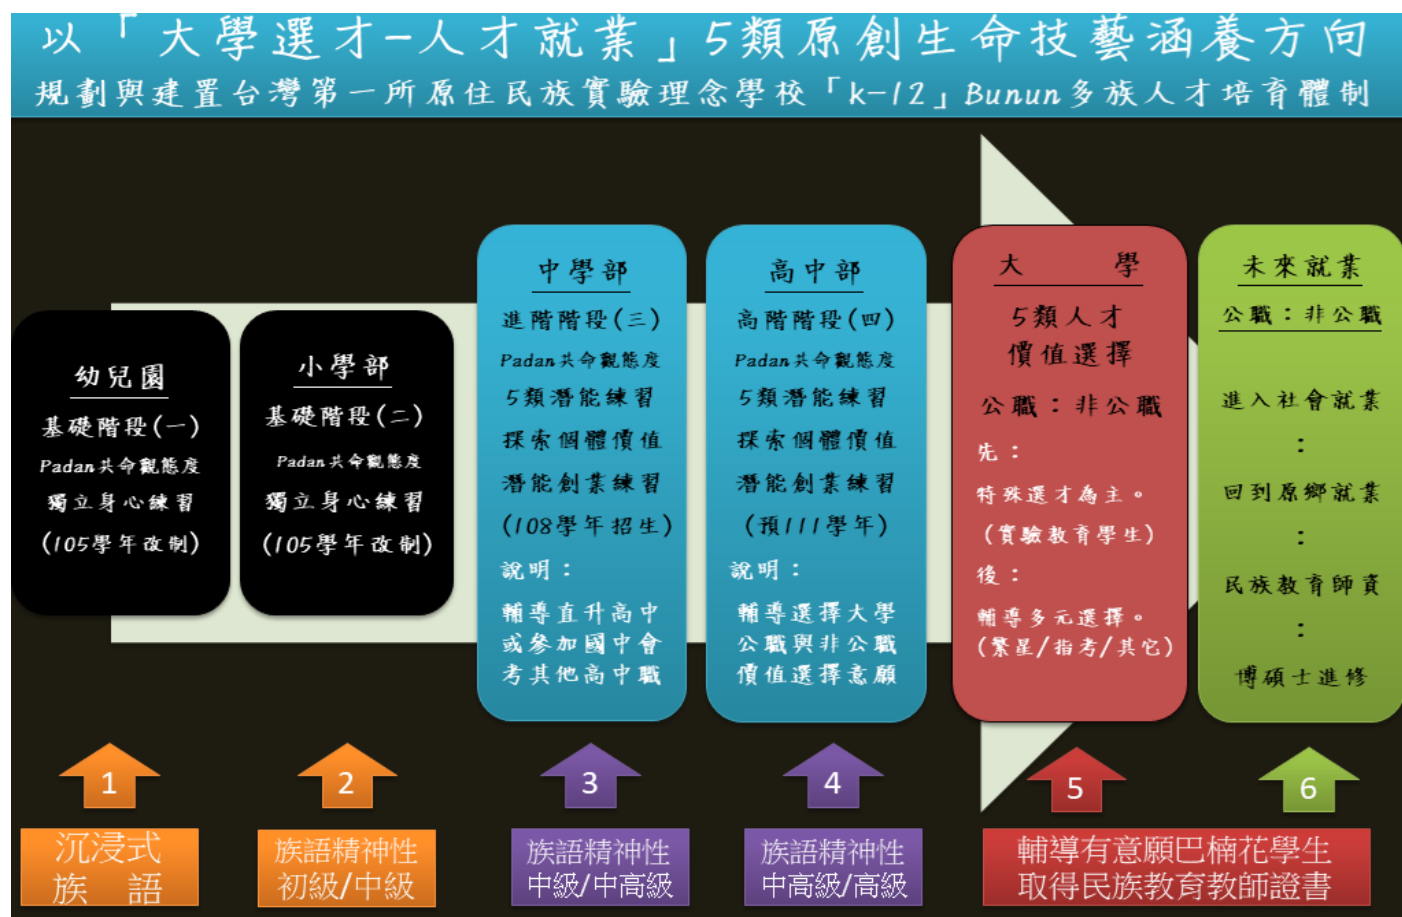 以「大學選才-人才就業」5類原創生命技藝涵養方向
規劃與建置台灣第一所原住民族實驗理念學校「k-12」Bunun多族人才培育體制
幼兒園
基礎階段(一)
Padan共命觀態度
獨立身心練習
(105學年改制)
小學部
基礎階段(二)
Padan共命觀態度
獨立身心練習
(105學年改制)
中學部
進階階段(三)
Padan共命觀態度
5類潛能練習
探索個體價值
潛能創業練習
(108學年招生)
說明：
輔導直升高中
或參加國中會
考其他高中職
高中部
高階階段(四)
Padan共命觀態度
5類潛能練習
探索個體價值
潛能創業練習
(預111學年)
說明：
輔導選擇大學
公職與非公職
價值選擇意願
大學
5類人才
價值選擇
公職：非公職
先：
特殊選才為主。
(實驗教育學生)
後：
輔導多元選擇。
(繁星/指考/其它)
未來就業
公職：非公職
進入社會就業
：
回到原鄉就業
：
民族教育師資
：
博碩士進修
1
2
3
4
5
6
沉浸式
族語
族語精神性
初級/中級
族語精神性
中級/中高級
族語精神性
中高級/高級
輔導有意願巴楠花學生
取得民族教育教師證書